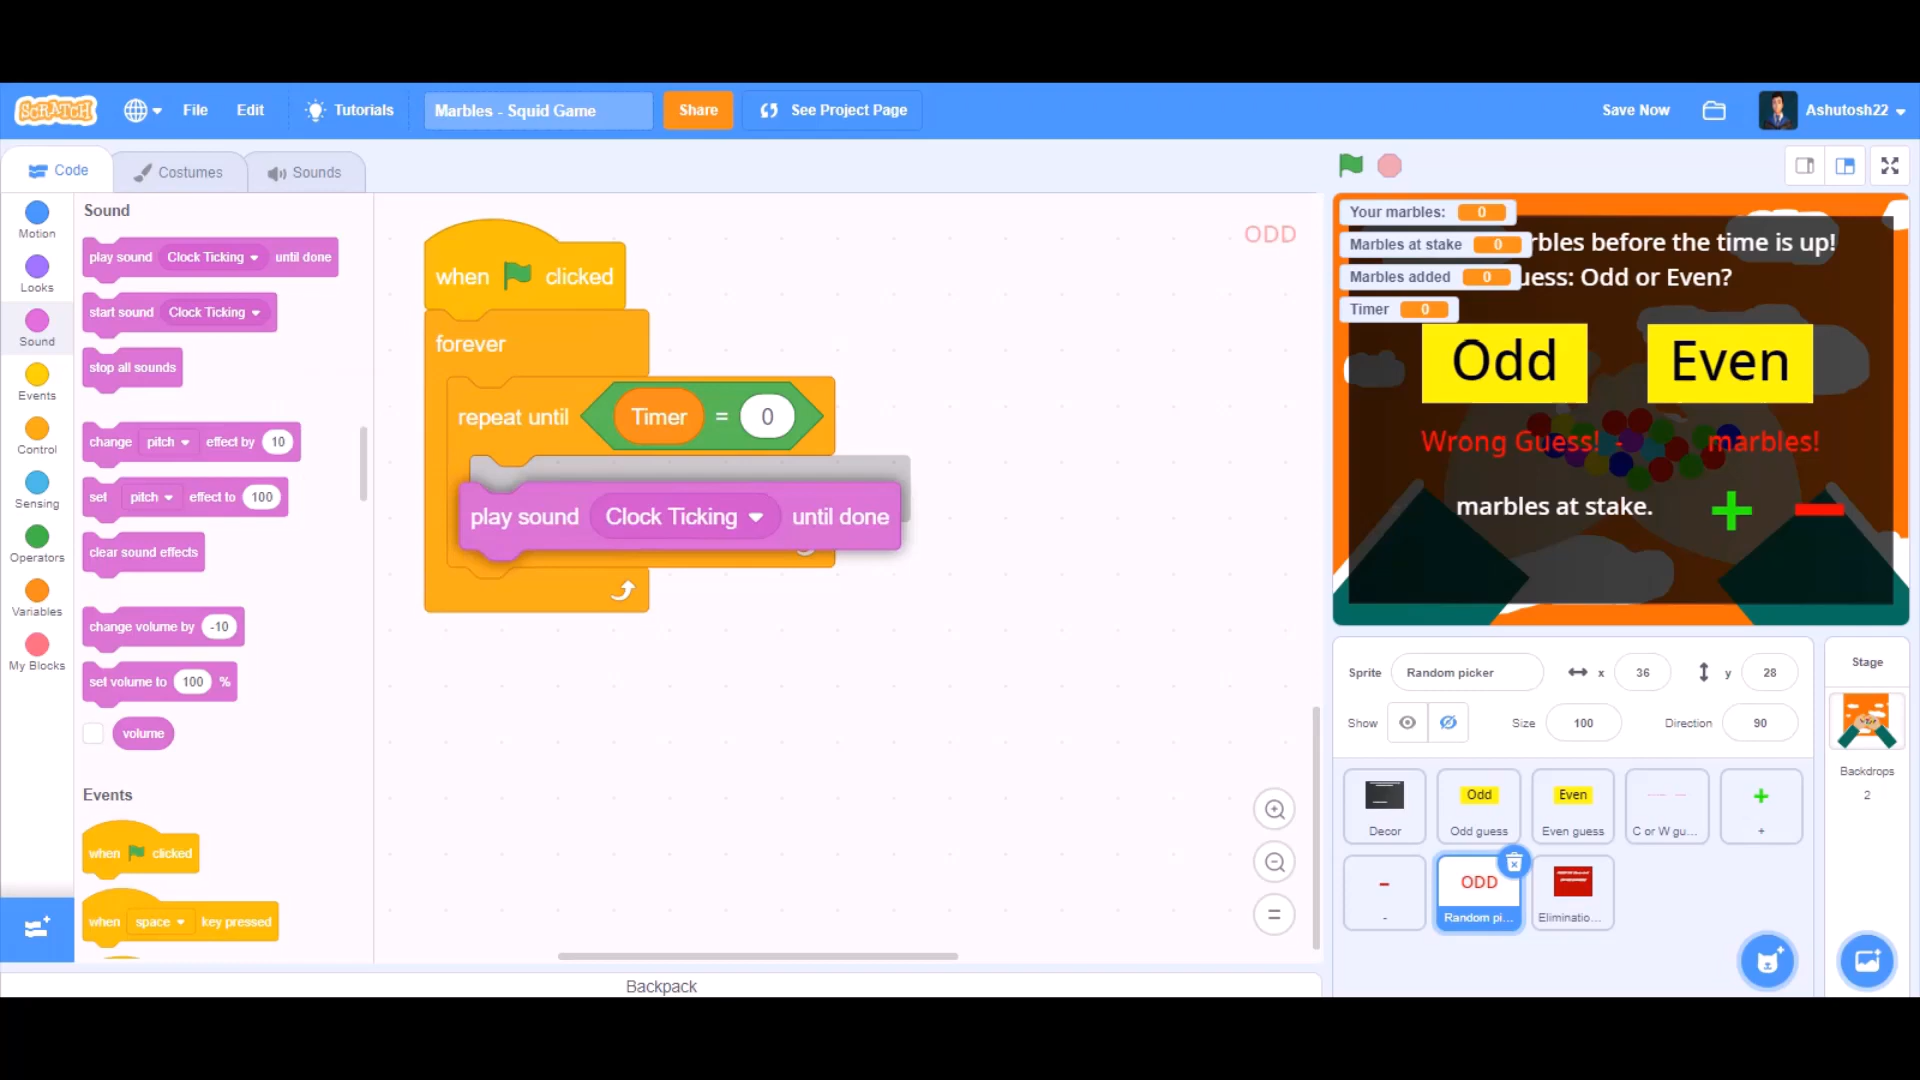 SCRATCH
File
Edit
Tutorials
Marbles - Squid Game
Share
See Project Page
Save Now
Ashutosh22
Code
Costumes
Sounds
Motion
Looks
Sound
Events
Control
Sensing
Operators
Variables
My Blocks
Sound
play sound Clock Ticking until done
start sound Clock Ticking
stop all sounds
change pitch effect by 10
set pitch effect to 100
clear sound effects
change volume by -10
set volume to 100 %
volume
Events
when clicked
when space key pressed
when clicked
forever
repeat until Timer = 0
play sound Clock Ticking until done
ODD
Backpack
Your marbles: 0
Marbles at stake 0
Marbles added 0
Timer 0
rbles before the time is up!
uess: Odd or Even?
Odd
Even
Wrong Guess! - marbles!
marbles at stake.
+ -
Sprite Random picker x 36 y 28
Show Size 100 Direction 90
Decor
Odd
Odd guess
Even
Even guess
C or W gu...
+
+
-
-
ODD
Random pi...
Eliminatio...
Stage
Backdrops
2